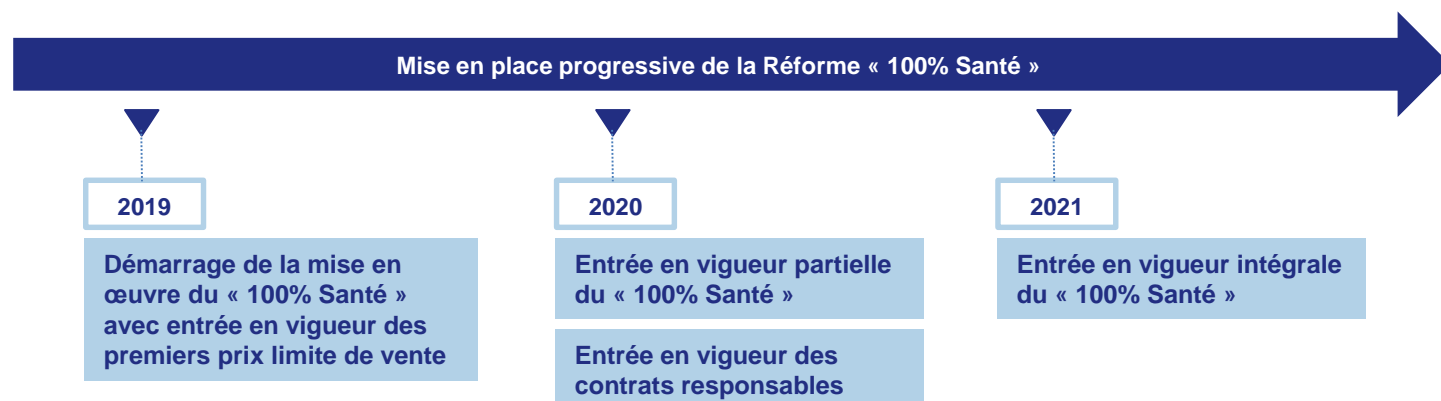 Mise en place progressive de la Réforme « 100% Santé »
2019
Démarrage de la mise en
œuvre du « 100% Santé »
avec entrée en vigueur des
premiers prix limite de vente
2020
Entrée en vigueur partielle
du « 100% Santé »
Entrée en vigueur des
contrats responsables
2021
Entrée en vigueur intégrale
du « 100% Santé »